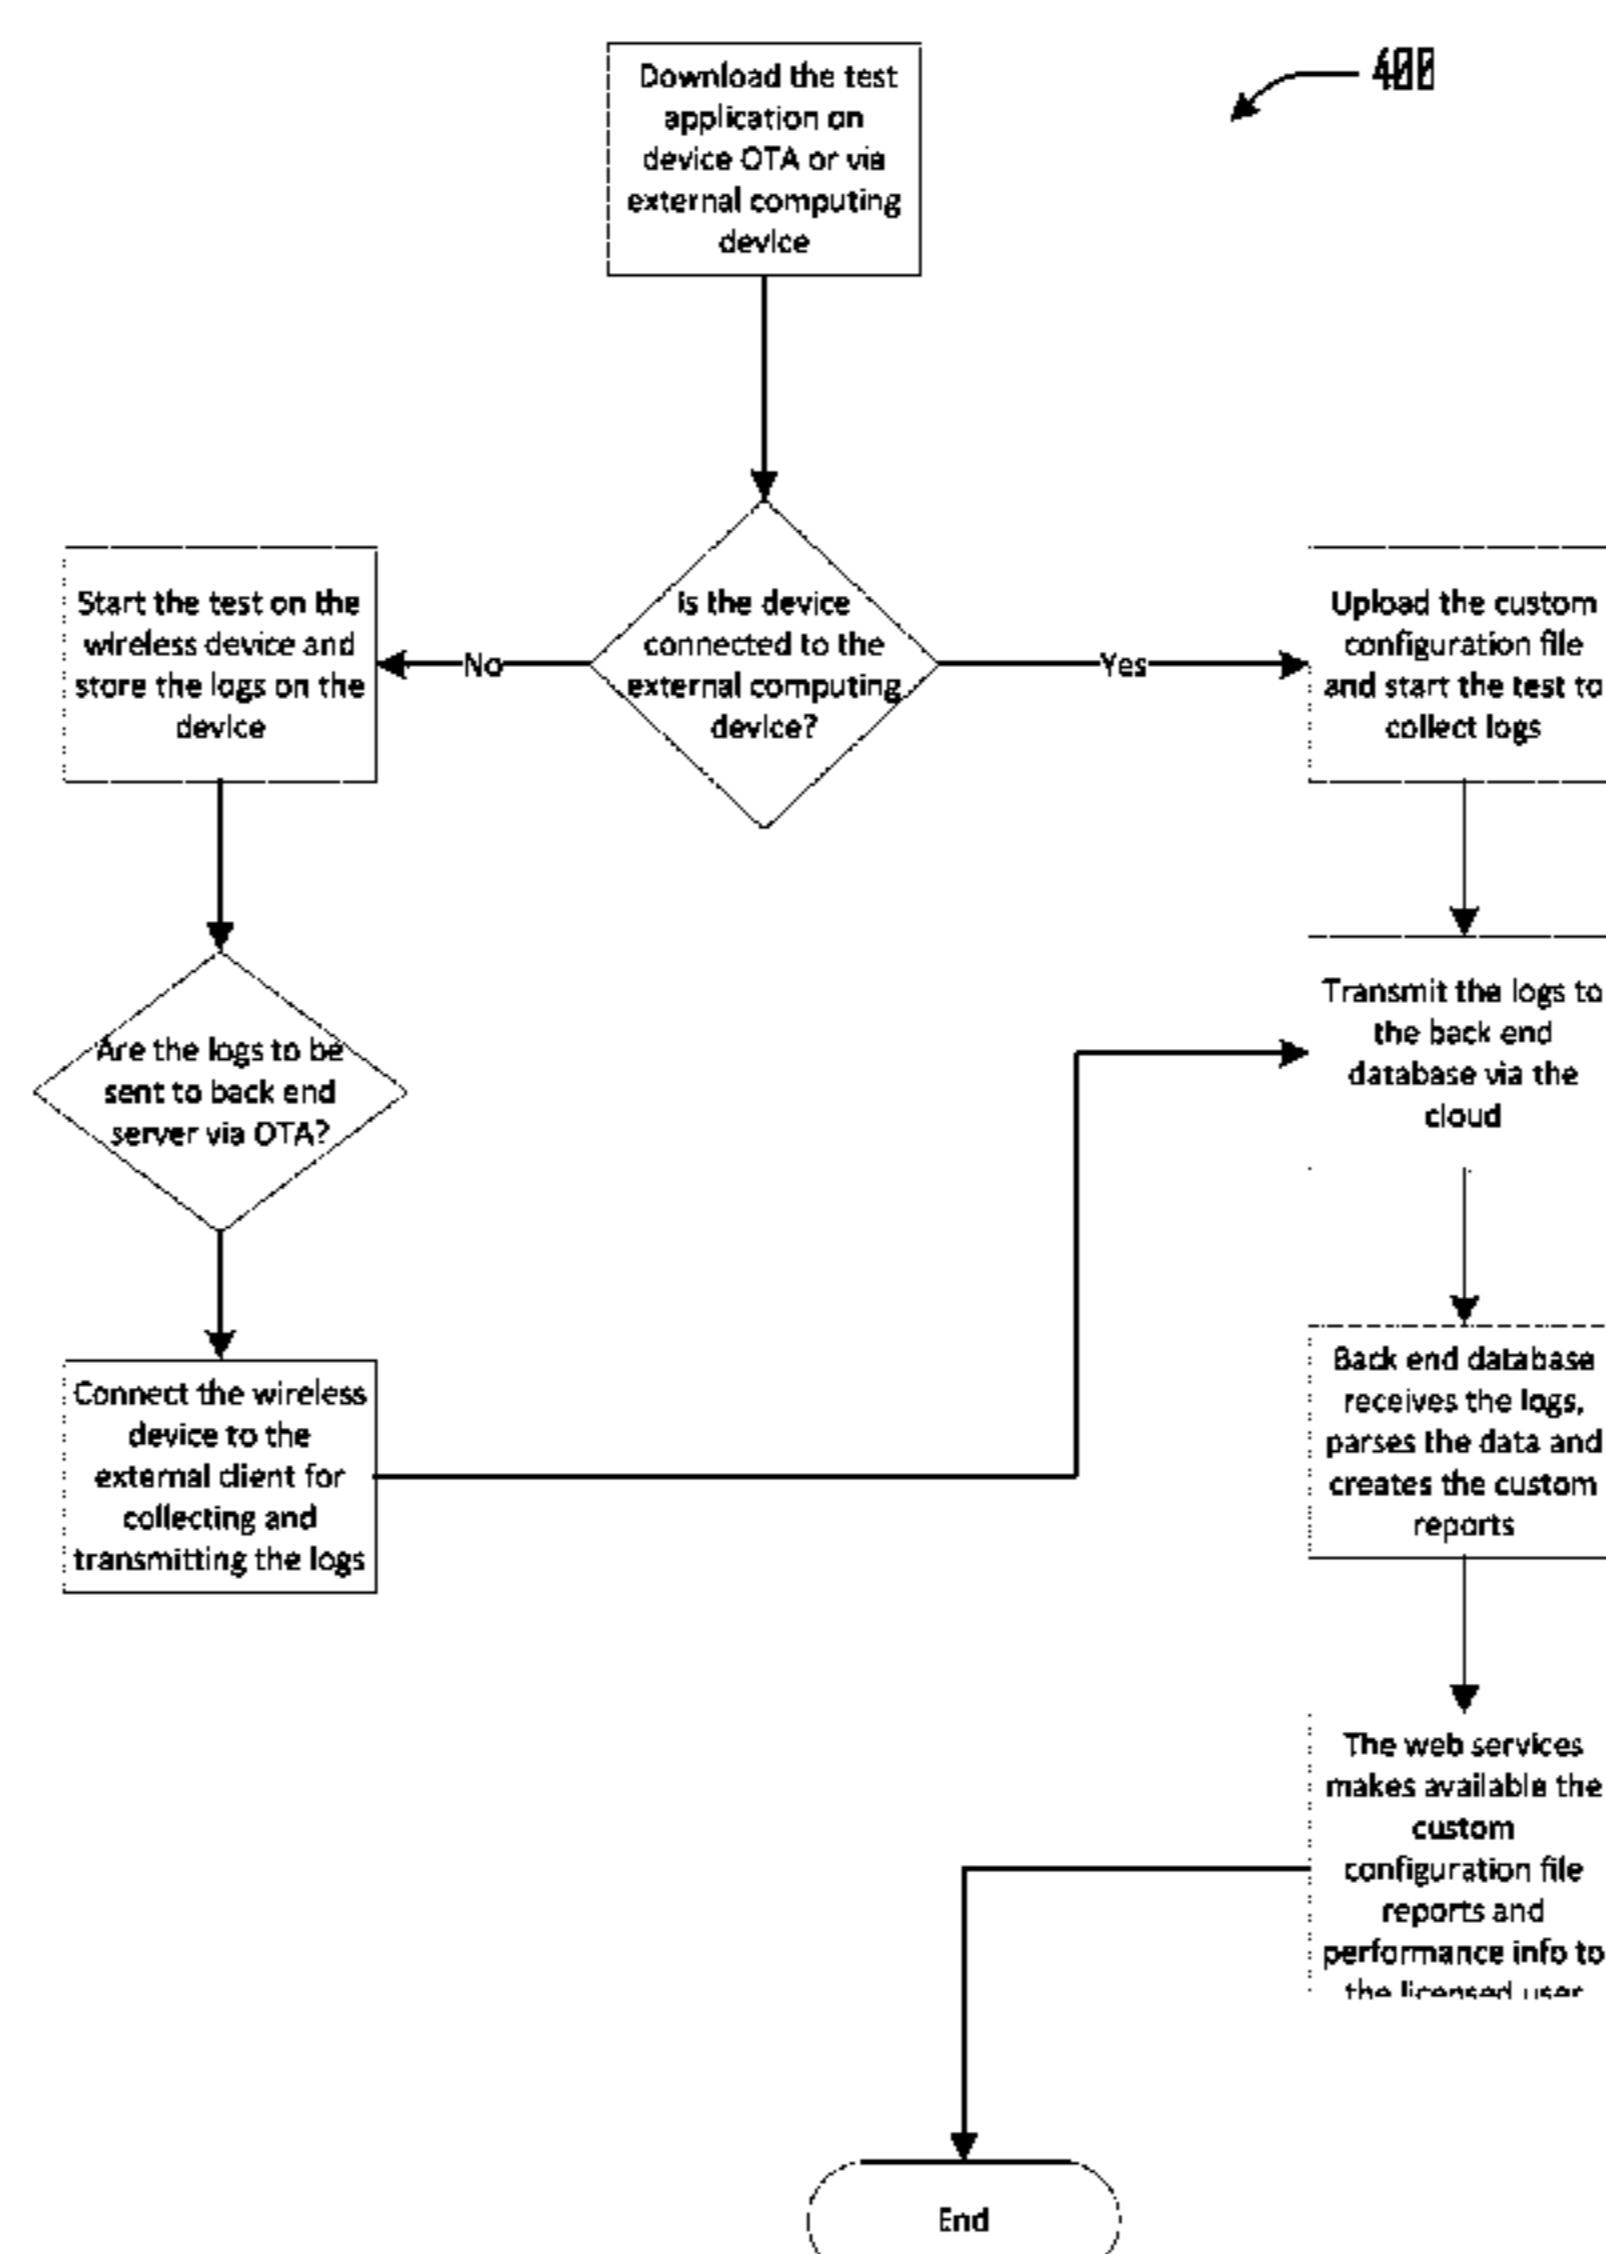 Download the test
application on
device OTA or via
external computing
device
400
Start the test on the
wireless device and
store the logs on the
device
No
Is the device
connected to the
external computing
device?
Yes
Upload the custom
configuration file
and start the test to
collect logs
Are the logs to be
sent to back end
server via OTA?
Transmit the logs to
the back end
database via the
cloud
Connect the wireless
device to the
external client for
collecting and
transmitting the logs
Back end database
receives the logs,
parses the data and
creates the custom
reports
The web services
makes available the
custom
configuration file
reports and
performance info to
the licensed user
End